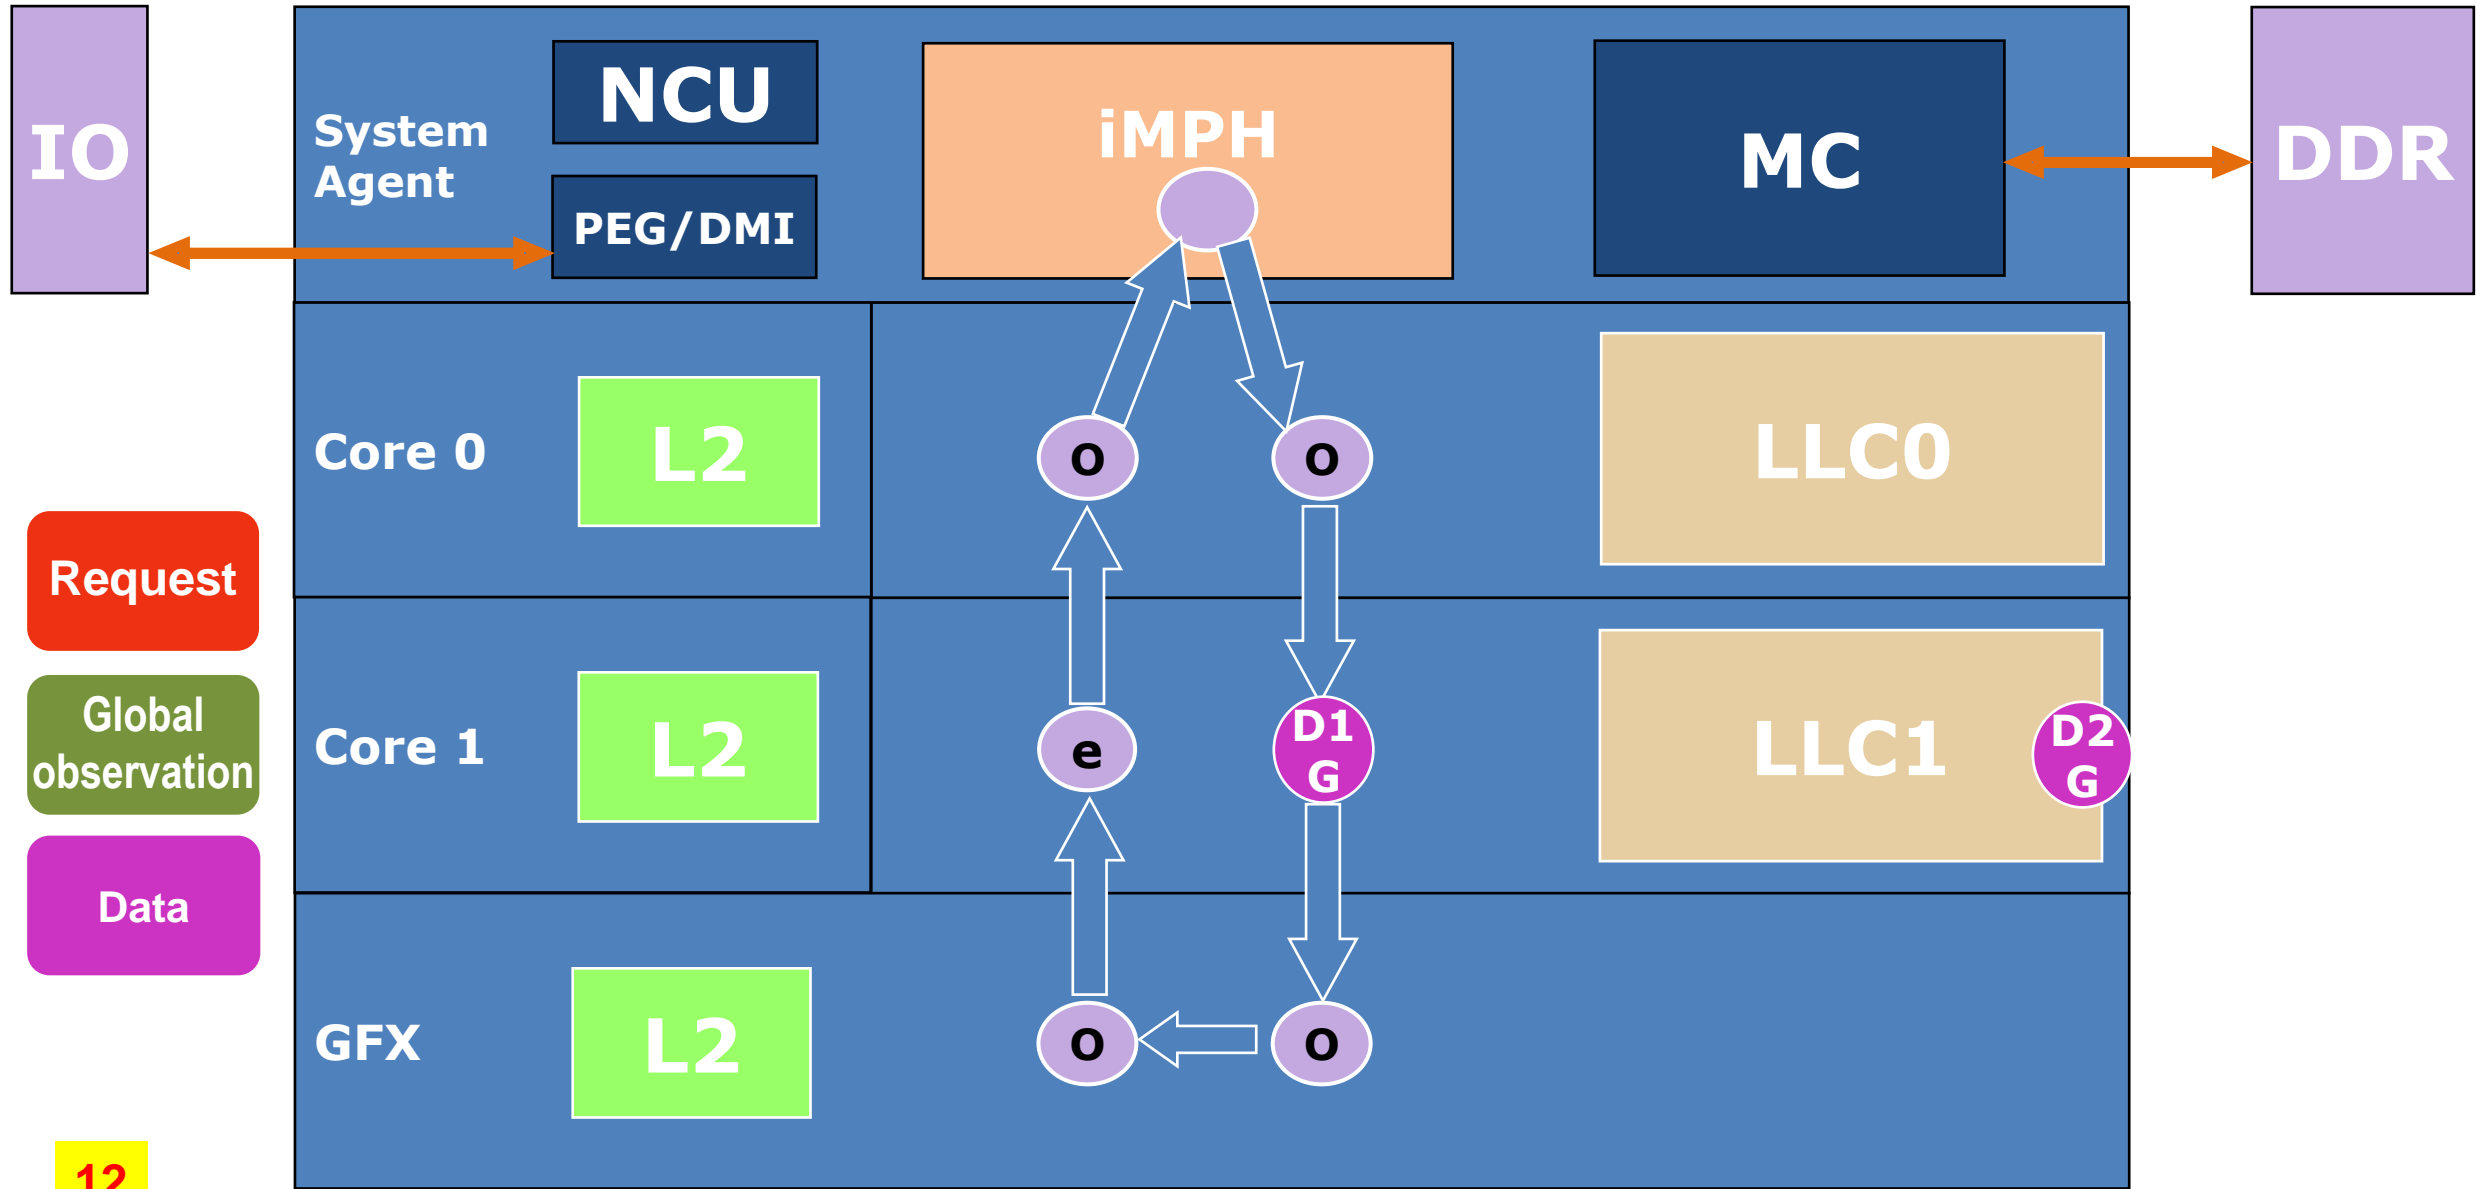 IO
System
Agent
NCU
PEG/DMI
iMPH
MC
DDR
Core 0
L2
O
O
LLC0
Request
Global
observation
Data
Core 1
L2
e
D1
G
LLC1
D2
G
GFX
L2
O
O
12